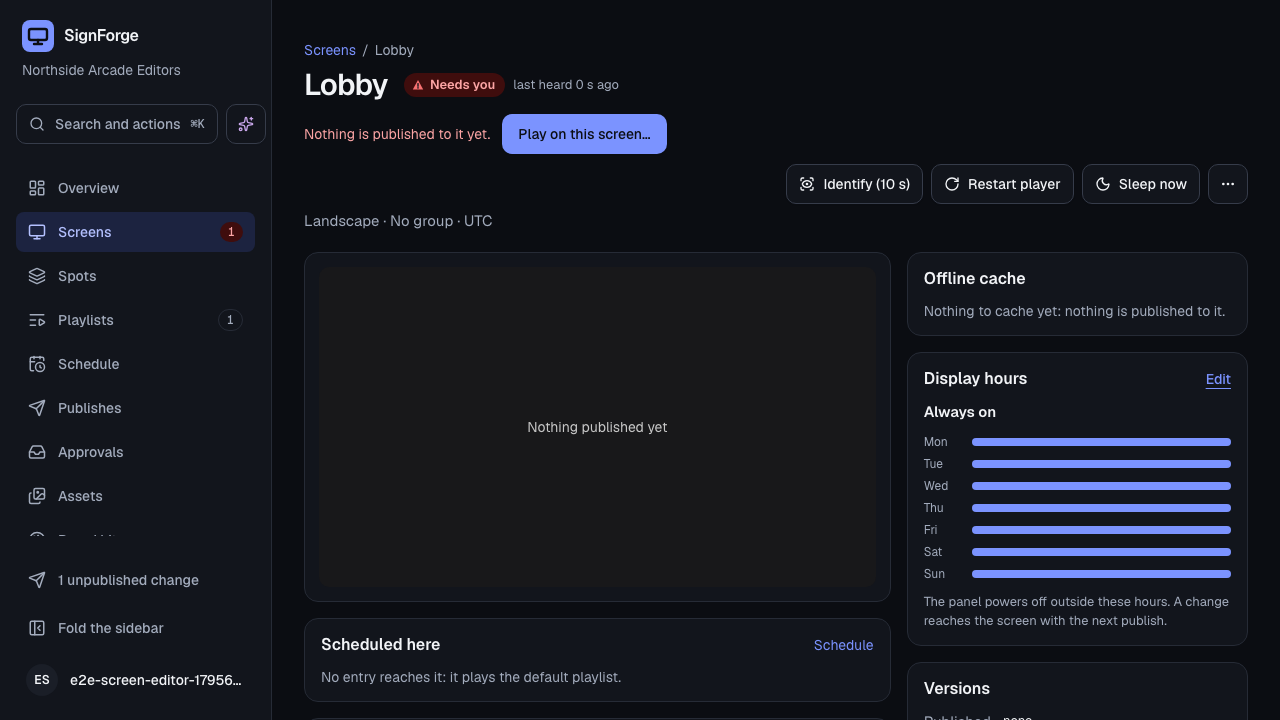 SignForge
Northside Arcade Editors
Search and actions ⌘K
Overview
Screens 1
Spots
Playlists 1
Schedule
Publishes
Approvals
Assets
1 unpublished change
Fold the sidebar
ES e2e-screen-editor-17956…
Screens / Lobby
Lobby Needs you last heard 0 s ago
Nothing is published to it yet. Play on this screen…
Identify (10 s) Restart player Sleep now
Landscape · No group · UTC
Nothing published yet
Scheduled here Schedule
No entry reaches it: it plays the default playlist.
Offline cache
Nothing to cache yet: nothing is published to it.
Display hours Edit
Always on
Mon
Tue
Wed
Thu
Fri
Sat
Sun
The panel powers off outside these hours. A change
reaches the screen with the next publish.
Versions
Published none